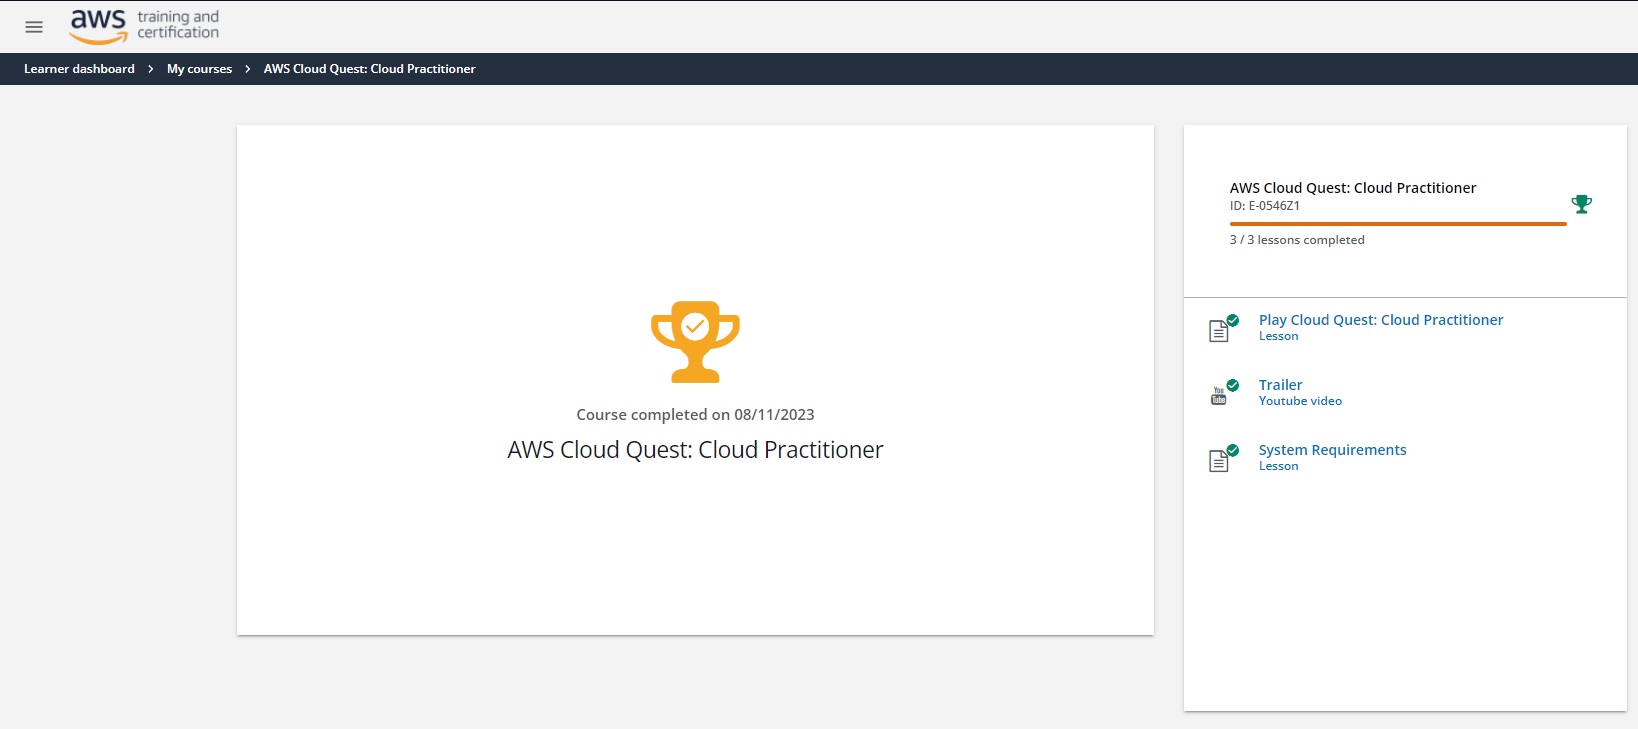 aws training and
certification
Learner dashboard > My courses > AWS Cloud Quest: Cloud Practitioner
Course completed on 08/11/2023
AWS Cloud Quest: Cloud Practitioner
AWS Cloud Quest: Cloud Practitioner
ID: E-0546Z1
3 / 3 lessons completed
Play Cloud Quest: Cloud Practitioner
Lesson
You
Tube
Trailer
Youtube video
System Requirements
Lesson